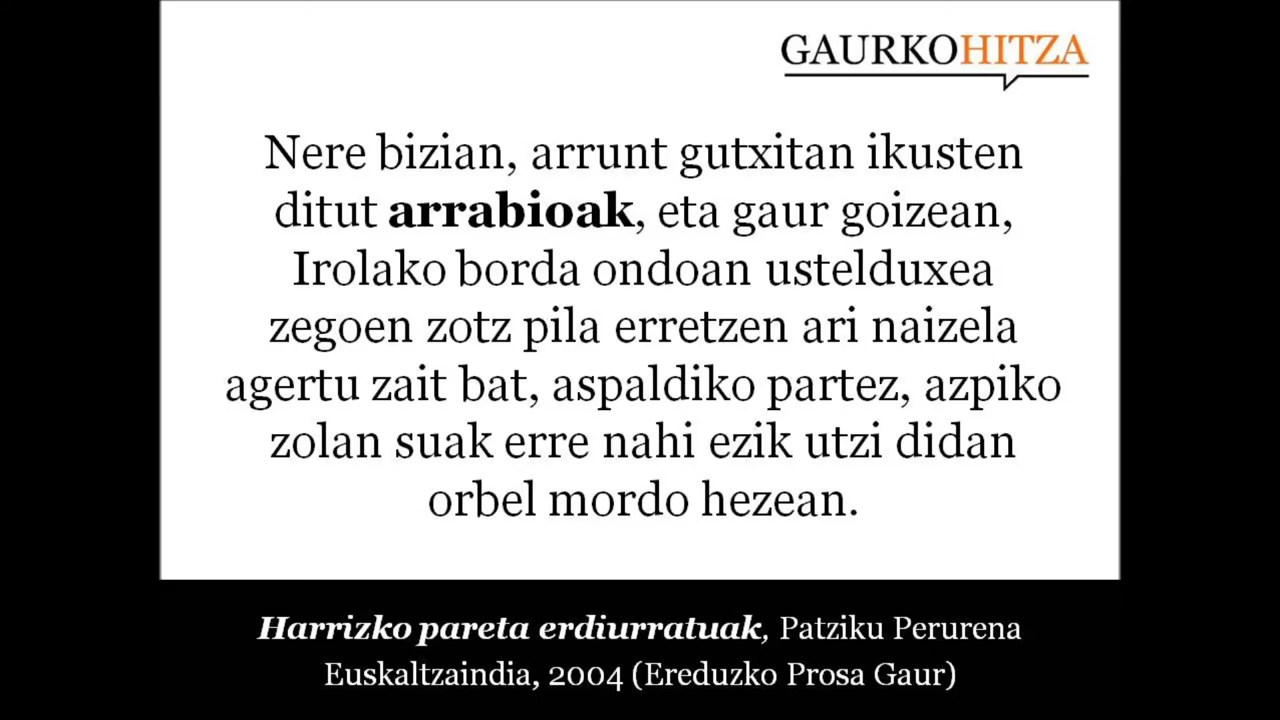 GAURKOHITZA
Nere bizian, arrunt gutxitan ikusten
ditut arrabioak, eta gaur goizean,
Irolako borda ondoan ustelduxea
zegoen zotz pila erretzen ari naizela
agertu zait bat, aspaldiko partez, azpiko
zolan suak erre nahi ezik utzi didan
orbel mordo hezean.
Harrizko pareta erdiurratuak, Patziku Perurena
Euskaltzaindia, 2004 (Ereduzko Prosa Gaur)